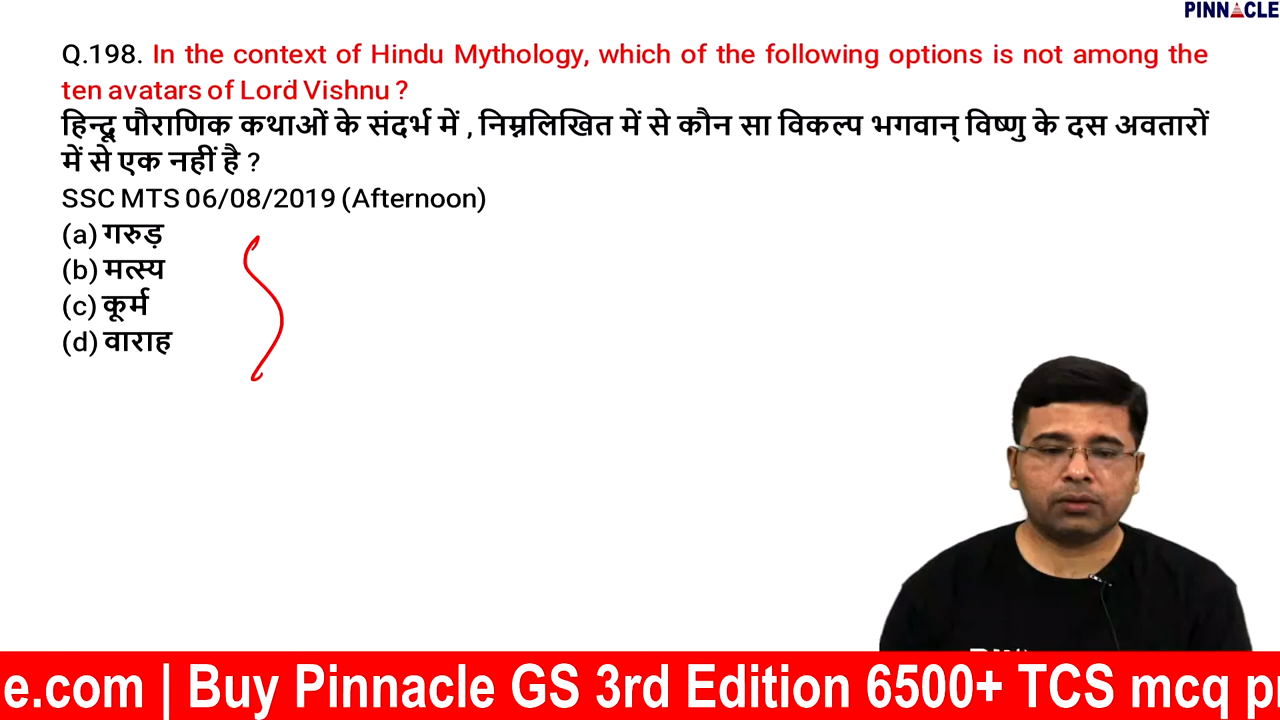 PINNACLE
Q.198. In the context of Hindu Mythology, which of the following options is not among the
ten avatars of Lord Vishnu ?
हिन्दू पौराणिक कथाओं के संदर्भ में , निम्नलिखित में से कौन सा विकल्प भगवान् विष्णु के दस अवतारों
में से एक नहीं है ?
SSC MTS 06/08/2019 (Afternoon)
(a) गरुड़
(b) मत्स्य
(c) कूर्म
(d) वाराह
e.com | Buy Pinnacle GS 3rd Edition 6500+ TCS mcq